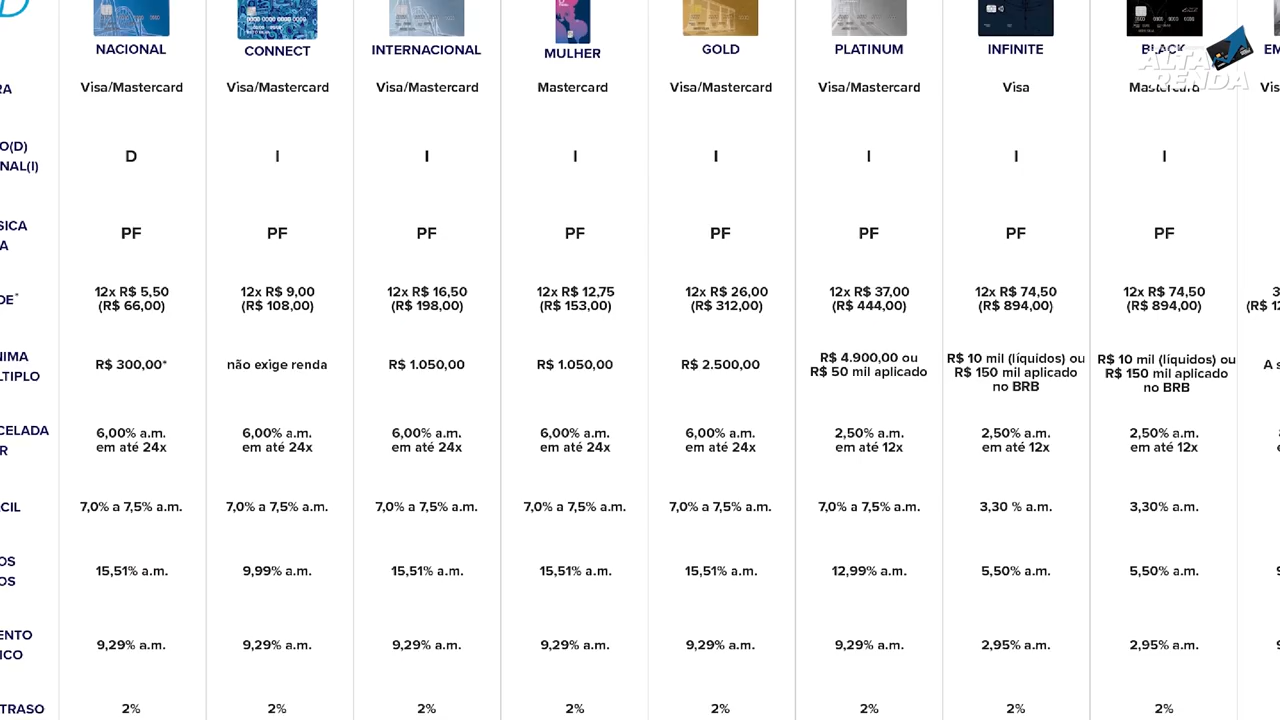 NACIONAL CONNECT INTERNACIONAL MULHER GOLD PLATINUM INFINITE BLACK EM
ALTA
RENDA
RA Visa/Mastercard Visa/Mastercard Visa/Mastercard Mastercard Visa/Mastercard Visa/Mastercard Visa Mastercard Vis
O(D)
NAL(I)
D I I I I I I I
SICA
A
PF PF PF PF PF PF PF PF
DE*
12x R$ 5,50 12x R$ 9,00 12x R$ 16,50 12x R$ 12,75 12x R$ 26,00 12x R$ 37,00 12x R$ 74,50 12x R$ 74,50 3
(R$ 66,00) (R$ 108,00) (R$ 198,00) (R$ 153,00) (R$ 312,00) (R$ 444,00) (R$ 894,00) (R$ 894,00) (R$ 12
NIMA
LTIPLO
R$ 300,00* não exige renda R$ 1.050,00 R$ 1.050,00 R$ 2.500,00
R$ 4.900,00 ou
R$ 50 mil aplicado
R$ 10 mil (líquidos) ou
R$ 150 mil aplicado
no BRB
R$ 10 mil (líquidos) ou
R$ 150 mil aplicado
no BRB
A s
CELADA
R
6,00% a.m. 6,00% a.m. 6,00% a.m. 6,00% a.m. 6,00% a.m. 2,50% a.m. 2,50% a.m. 2,50% a.m.
em até 24x em até 24x em até 24x em até 24x em até 24x em até 12x em até 12x em até 12x
CIL 7,0% a 7,5% a.m. 7,0% a 7,5% a.m. 7,0% a 7,5% a.m. 7,0% a 7,5% a.m. 7,0% a 7,5% a.m. 7,0% a 7,5% a.m. 3,30 % a.m. 3,30% a.m.
OS
OS
15,51% a.m. 9,99% a.m. 15,51% a.m. 15,51% a.m. 15,51% a.m. 12,99% a.m. 5,50% a.m. 5,50% a.m. 9
ENTO
ICO
9,29% a.m. 9,29% a.m. 9,29% a.m. 9,29% a.m. 9,29% a.m. 9,29% a.m. 2,95% a.m. 2,95% a.m. 9
TRASO 2% 2% 2% 2% 2% 2% 2% 2%